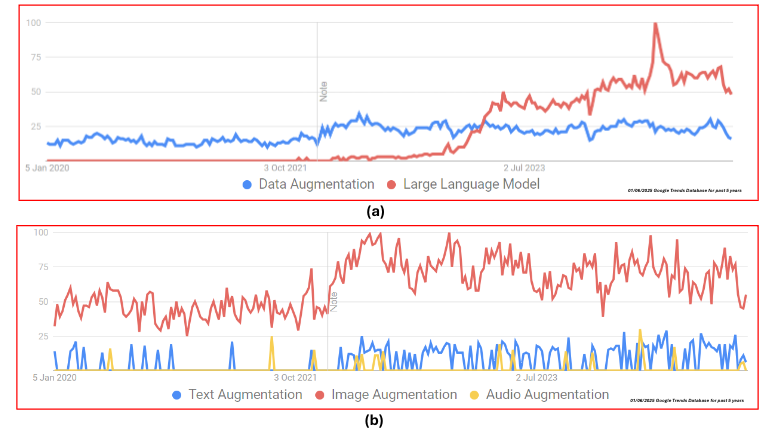 100
75
Note
50
25
5 Jan 2020 3 Oct 2021 2 Jul 2023
Data Augmentation Large Language Model
01/06/2025 Google Trends Database for past 5 years
(a)
100
75
Note
50
25
5 Jan 2020 3 Oct 2021 2 Jul 2023
Text Augmentation Image Augmentation Audio Augmentation
01/06/2025 Google Trends Database for past 5 years
(b)